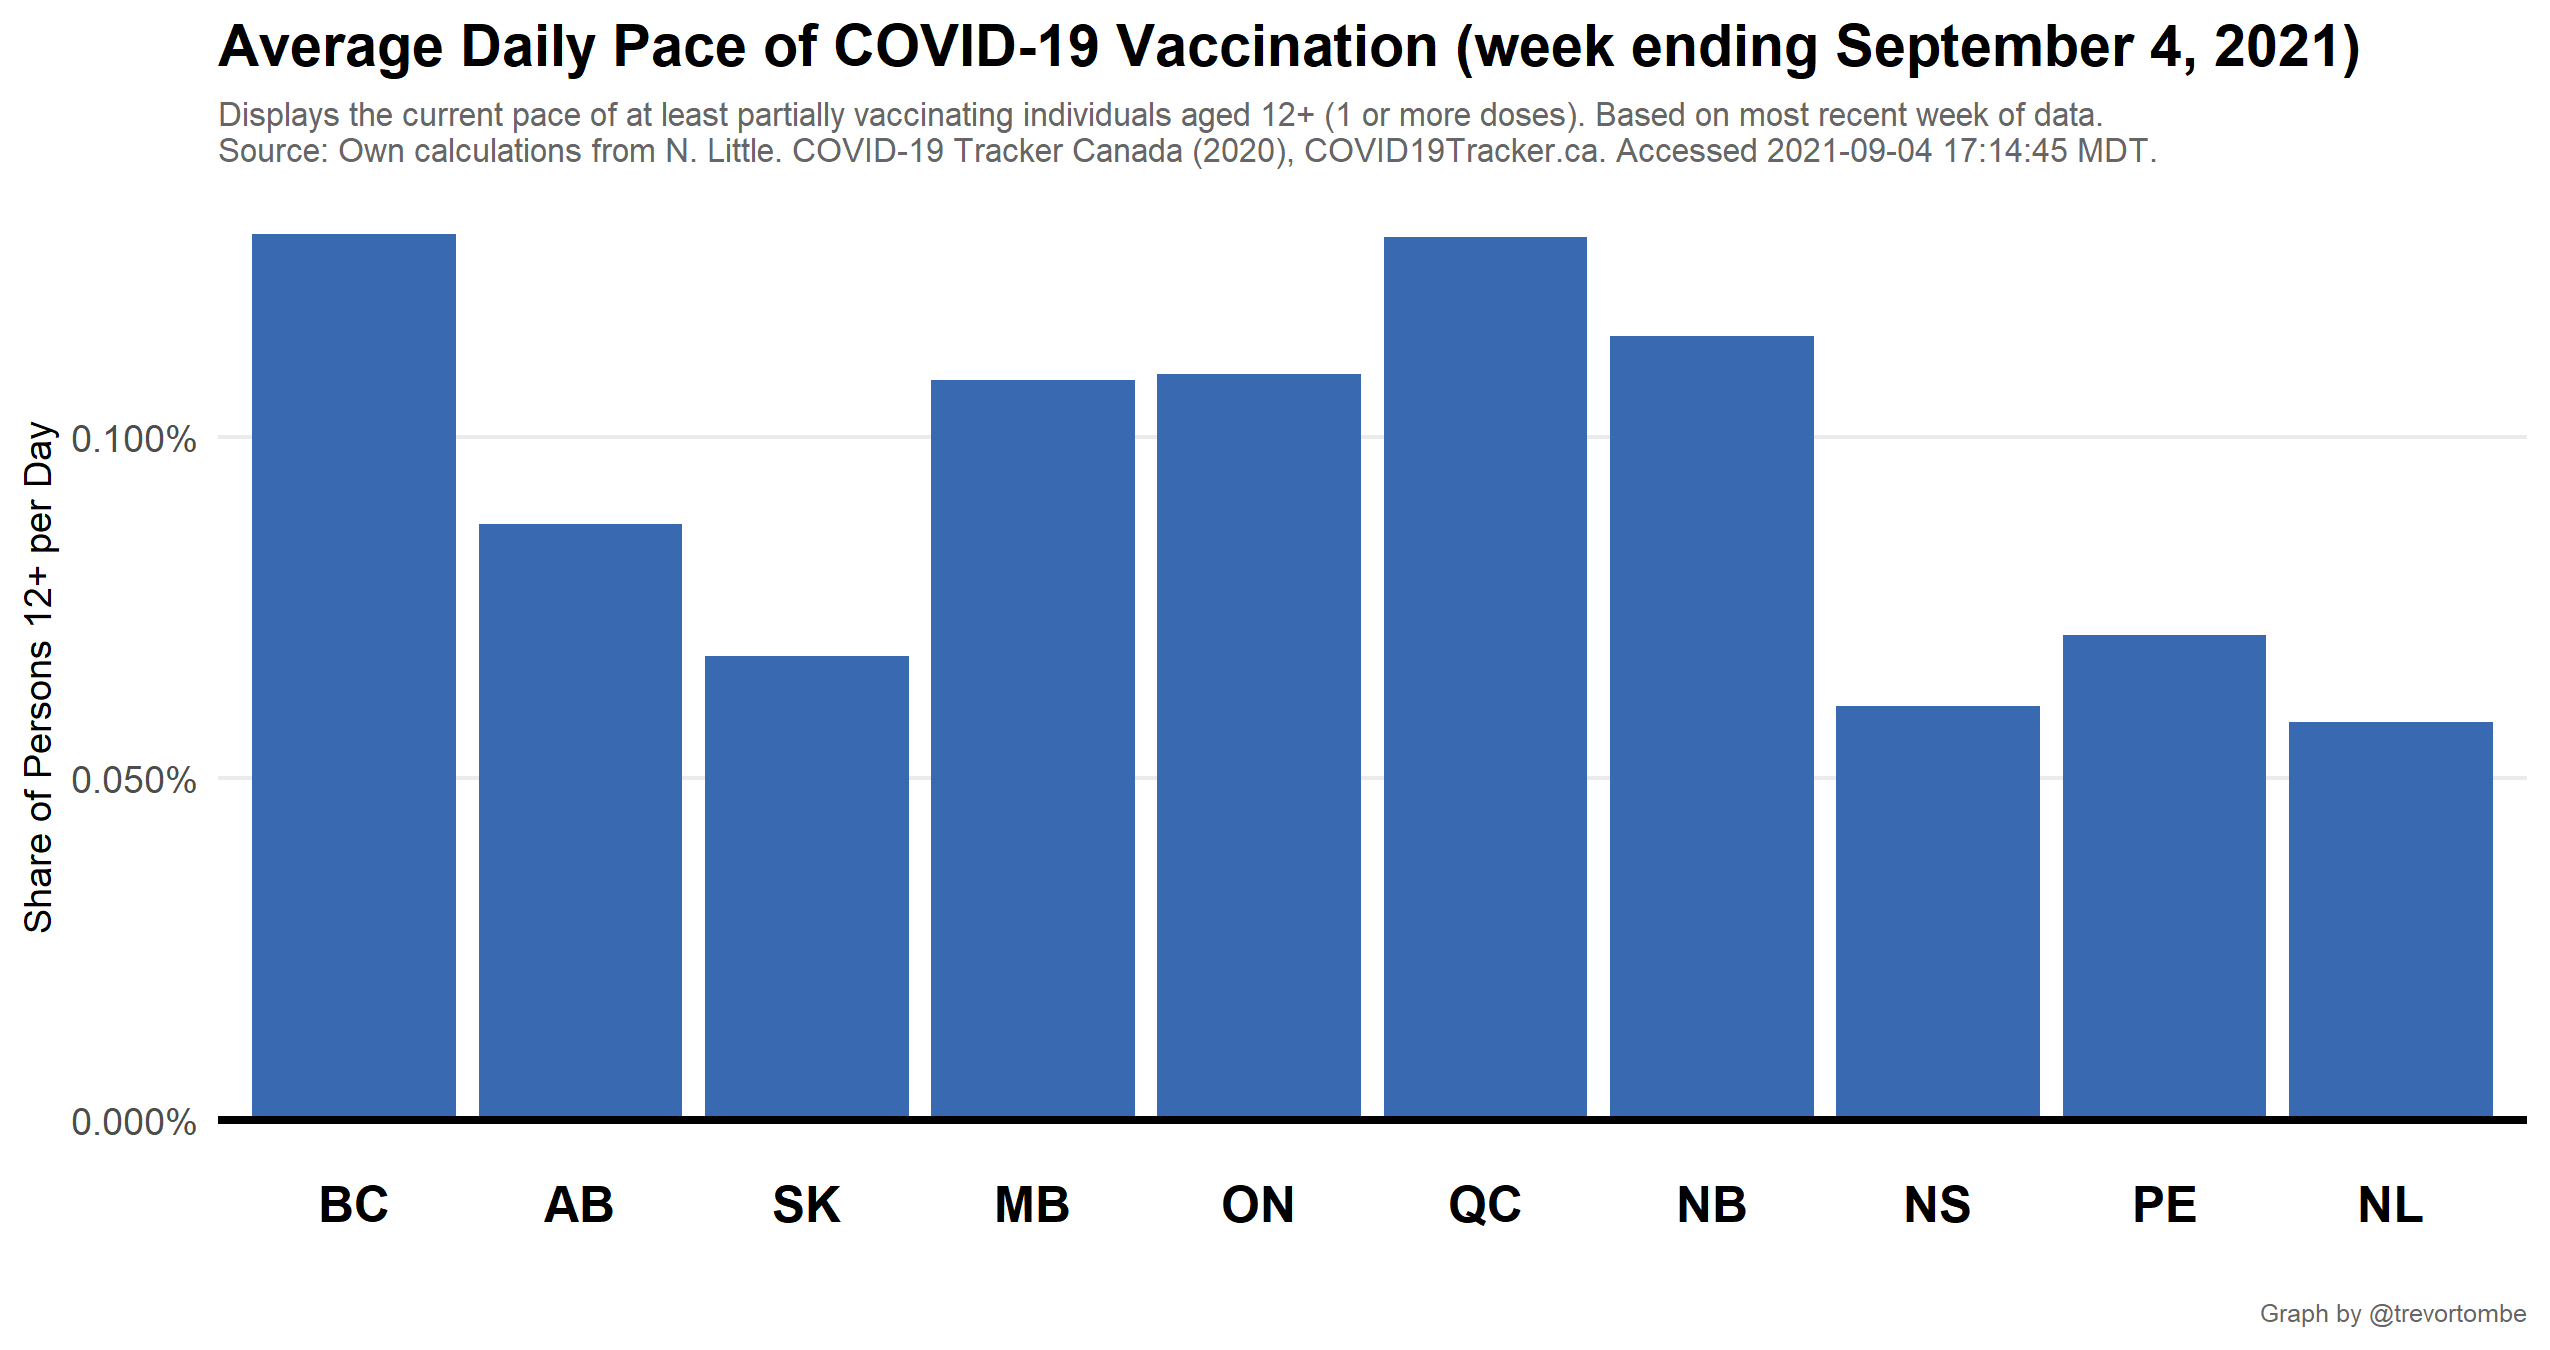 Average Daily Pace of COVID-19 Vaccination (week ending September 4, 2021)
Displays the current pace of at least partially vaccinating individuals aged 12+ (1 or more doses). Based on most recent week of data.
Source: Own calculations from N. Little. COVID-19 Tracker Canada (2020), COVID19Tracker.ca. Accessed 2021-09-04 17:14:45 MDT.
Share of Persons 12+ per Day
0.100%
0.050%
0.000%
BC AB SK MB ON QC NB NS PE NL
Graph by @trevortombe